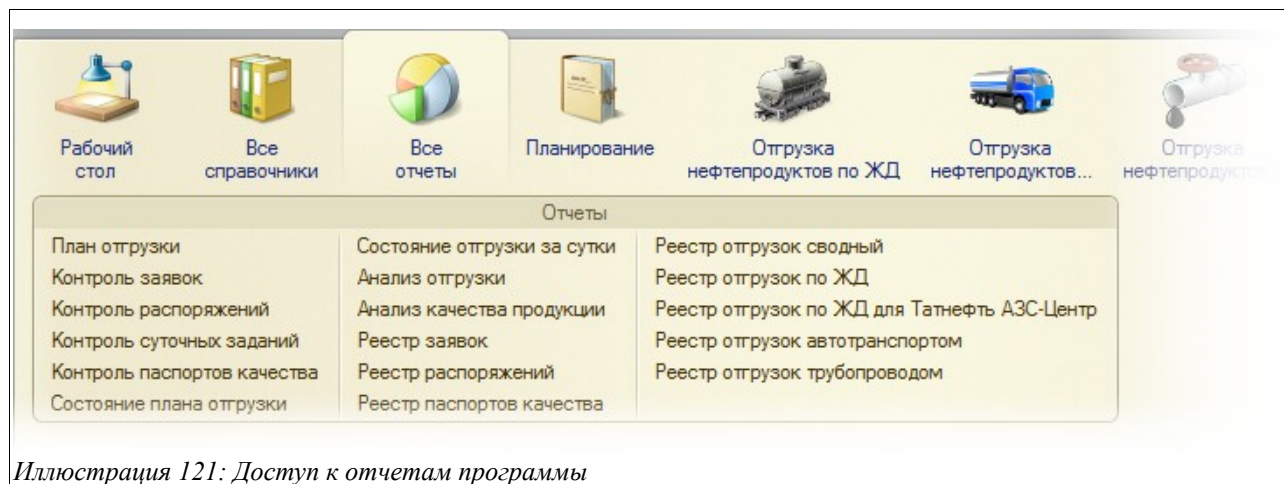 Рабочий
стол
Все
справочники
Все
отчеты
Планирование
Отгрузка
нефтепродуктов по ЖД
Отгрузка
нефтепродуктов...
Отгрузка
Отчеты
План отгрузки
Контроль заявок
Контроль распоряжений
Контроль суточных заданий
Контроль паспортов качества
Состояние плана отгрузки
Состояние отгрузки за сутки
Анализ отгрузки
Анализ качества продукции
Реестр заявок
Реестр распоряжений
Реестр паспортов качества
Реестр отгрузок сводный
Реестр отгрузок по ЖД
Реестр отгрузок по ЖД для Татнефть АЗС-Центр
Реестр отгрузок автотранспортом
Реестр отгрузок трубопроводом
Иллюстрация 121: Доступ к отчетам программы